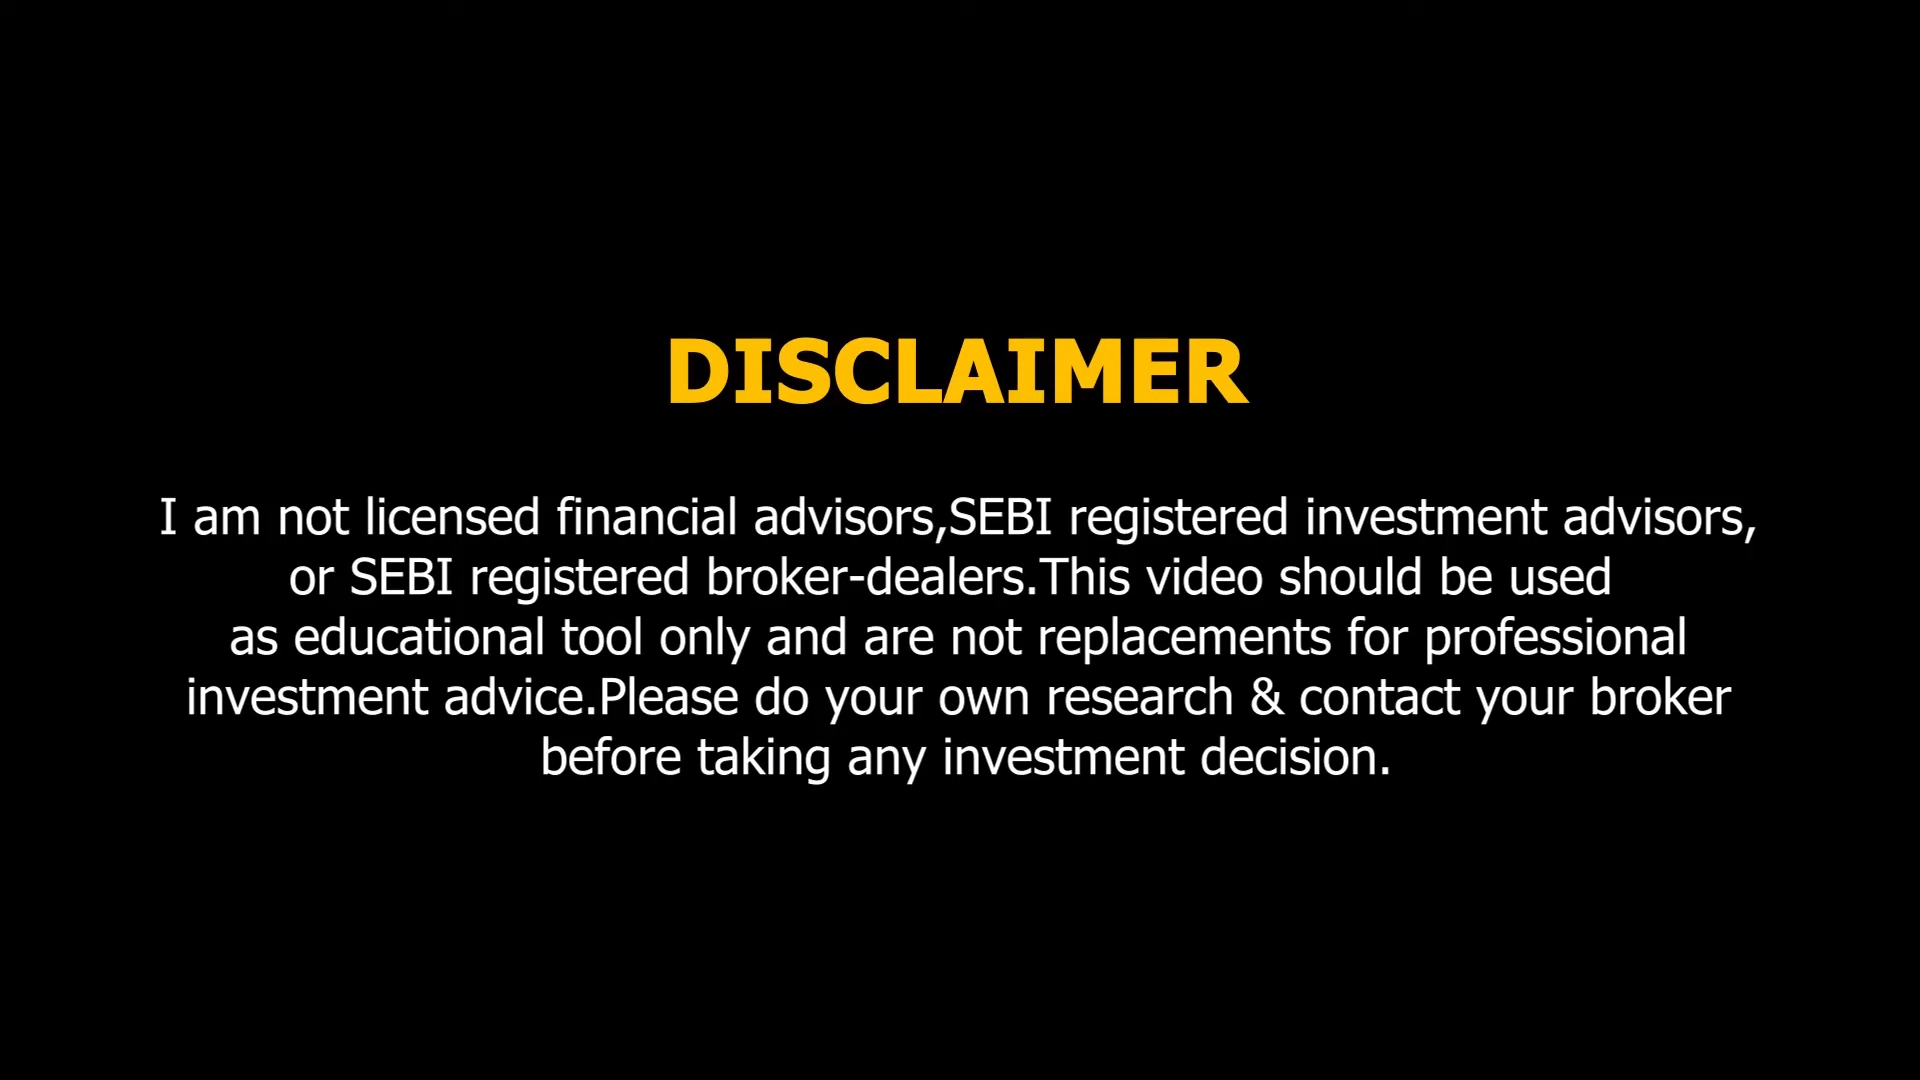 DISCLAIMER
I am not licensed financial advisors,SEBI registered investment advisors,
or SEBI registered broker-dealers.This video should be used
as educational tool only and are not replacements for professional
investment advice.Please do your own research & contact your broker
before taking any investment decision.